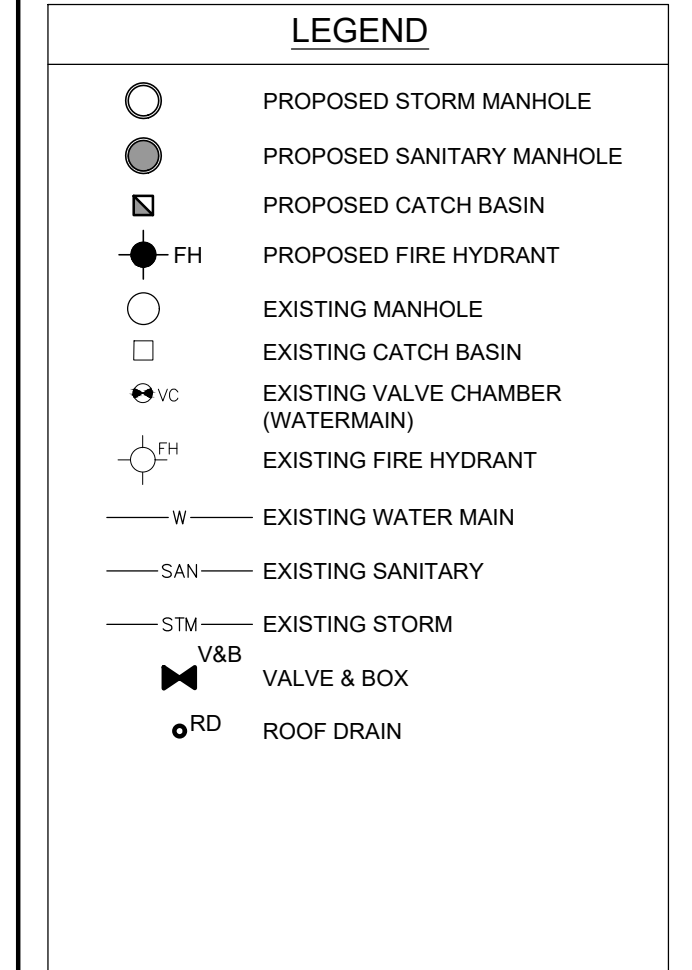 LEGEND
PROPOSED STORM MANHOLE
PROPOSED SANITARY MANHOLE
PROPOSED CATCH BASIN
FH PROPOSED FIRE HYDRANT
EXISTING MANHOLE
EXISTING CATCH BASIN
VC EXISTING VALVE CHAMBER
(WATERMAIN)
FH EXISTING FIRE HYDRANT
W EXISTING WATER MAIN
SAN EXISTING SANITARY
STM EXISTING STORM
V&B VALVE & BOX
RD ROOF DRAIN